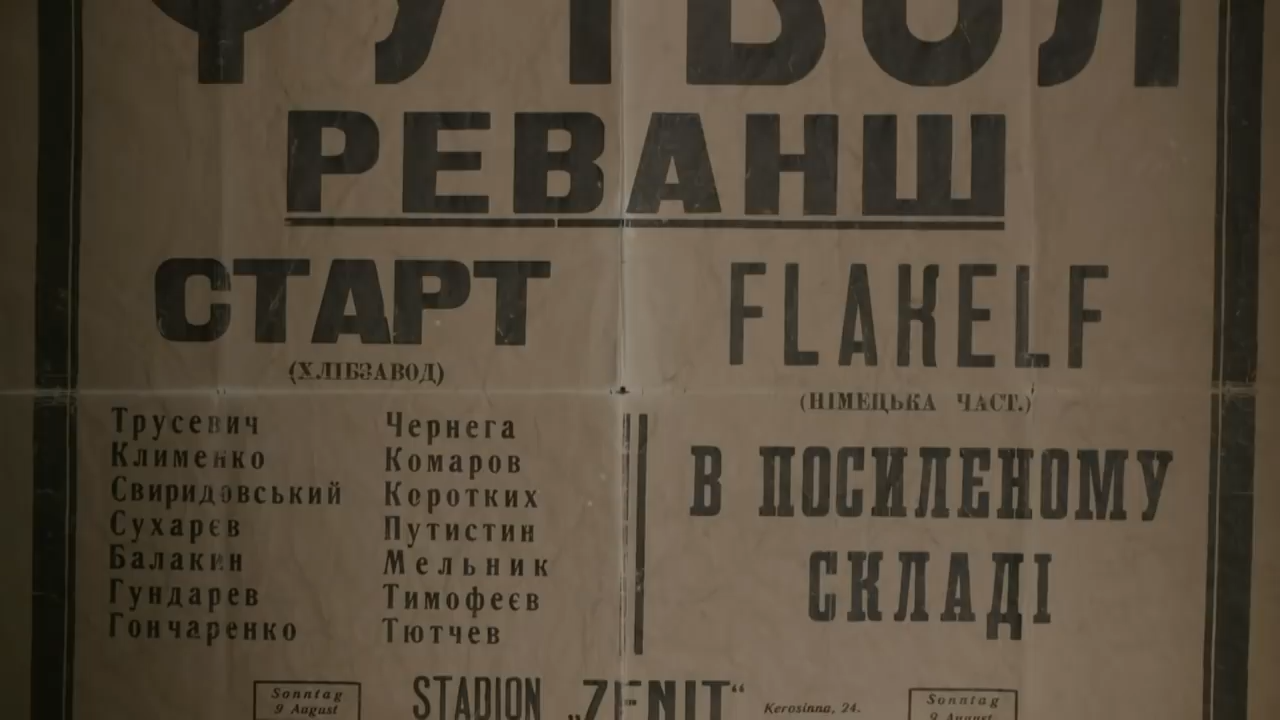 ФУТБОЛ
РЕВАНШ
СТАРТ
(ХЛІБЗАВОД)
Трусевич
Клименко
Свиридовський
Сухарєв
Балакин
Гундарев
Гончаренко
Чернега
Комаров
Коротких
Путистин
Мельник
Тимофеєв
Тютчев
FLAKELF
(НІМЕЦЬКА ЧАСТ.)
В ПОСИЛЕНОМУ
СКЛАДІ
Sonntag
9 August
STADION „ZENIT“
Kerosinna, 24.
Sonntag
9 August